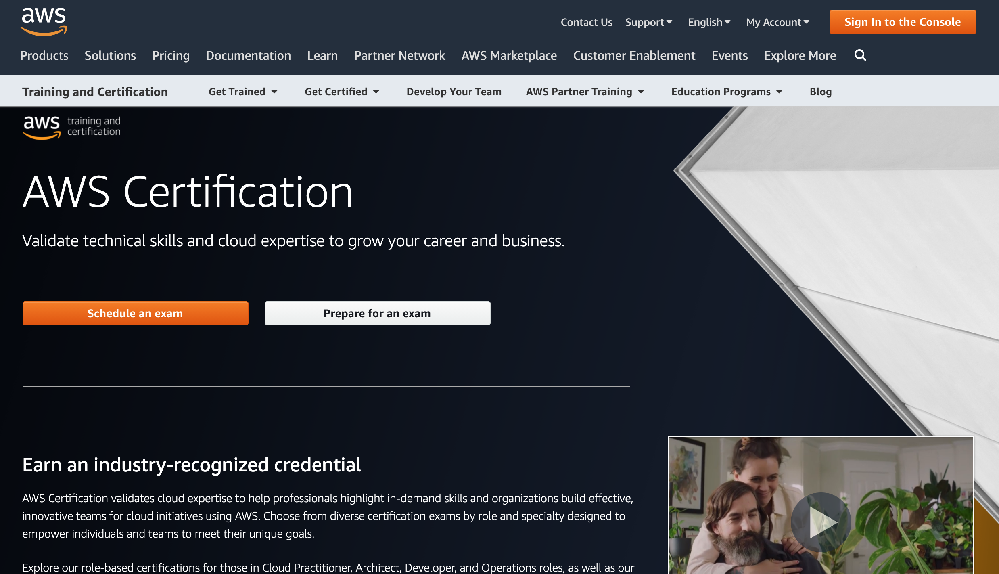 aws
Contact Us Support English My Account Sign In to the Console
Products Solutions Pricing Documentation Learn Partner Network AWS Marketplace Customer Enablement Events Explore More
Training and Certification Get Trained Get Certified Develop Your Team AWS Partner Training Education Programs Blog
aws training and
certification
AWS Certification
Validate technical skills and cloud expertise to grow your career and business.
Schedule an exam Prepare for an exam
Earn an industry-recognized credential
AWS Certification validates cloud expertise to help professionals highlight in-demand skills and organizations build effective,
innovative teams for cloud initiatives using AWS. Choose from diverse certification exams by role and specialty designed to
empower individuals and teams to meet their unique goals.
Explore our role-based certifications for those in Cloud Practitioner, Architect, Developer, and Operations roles, as well as our